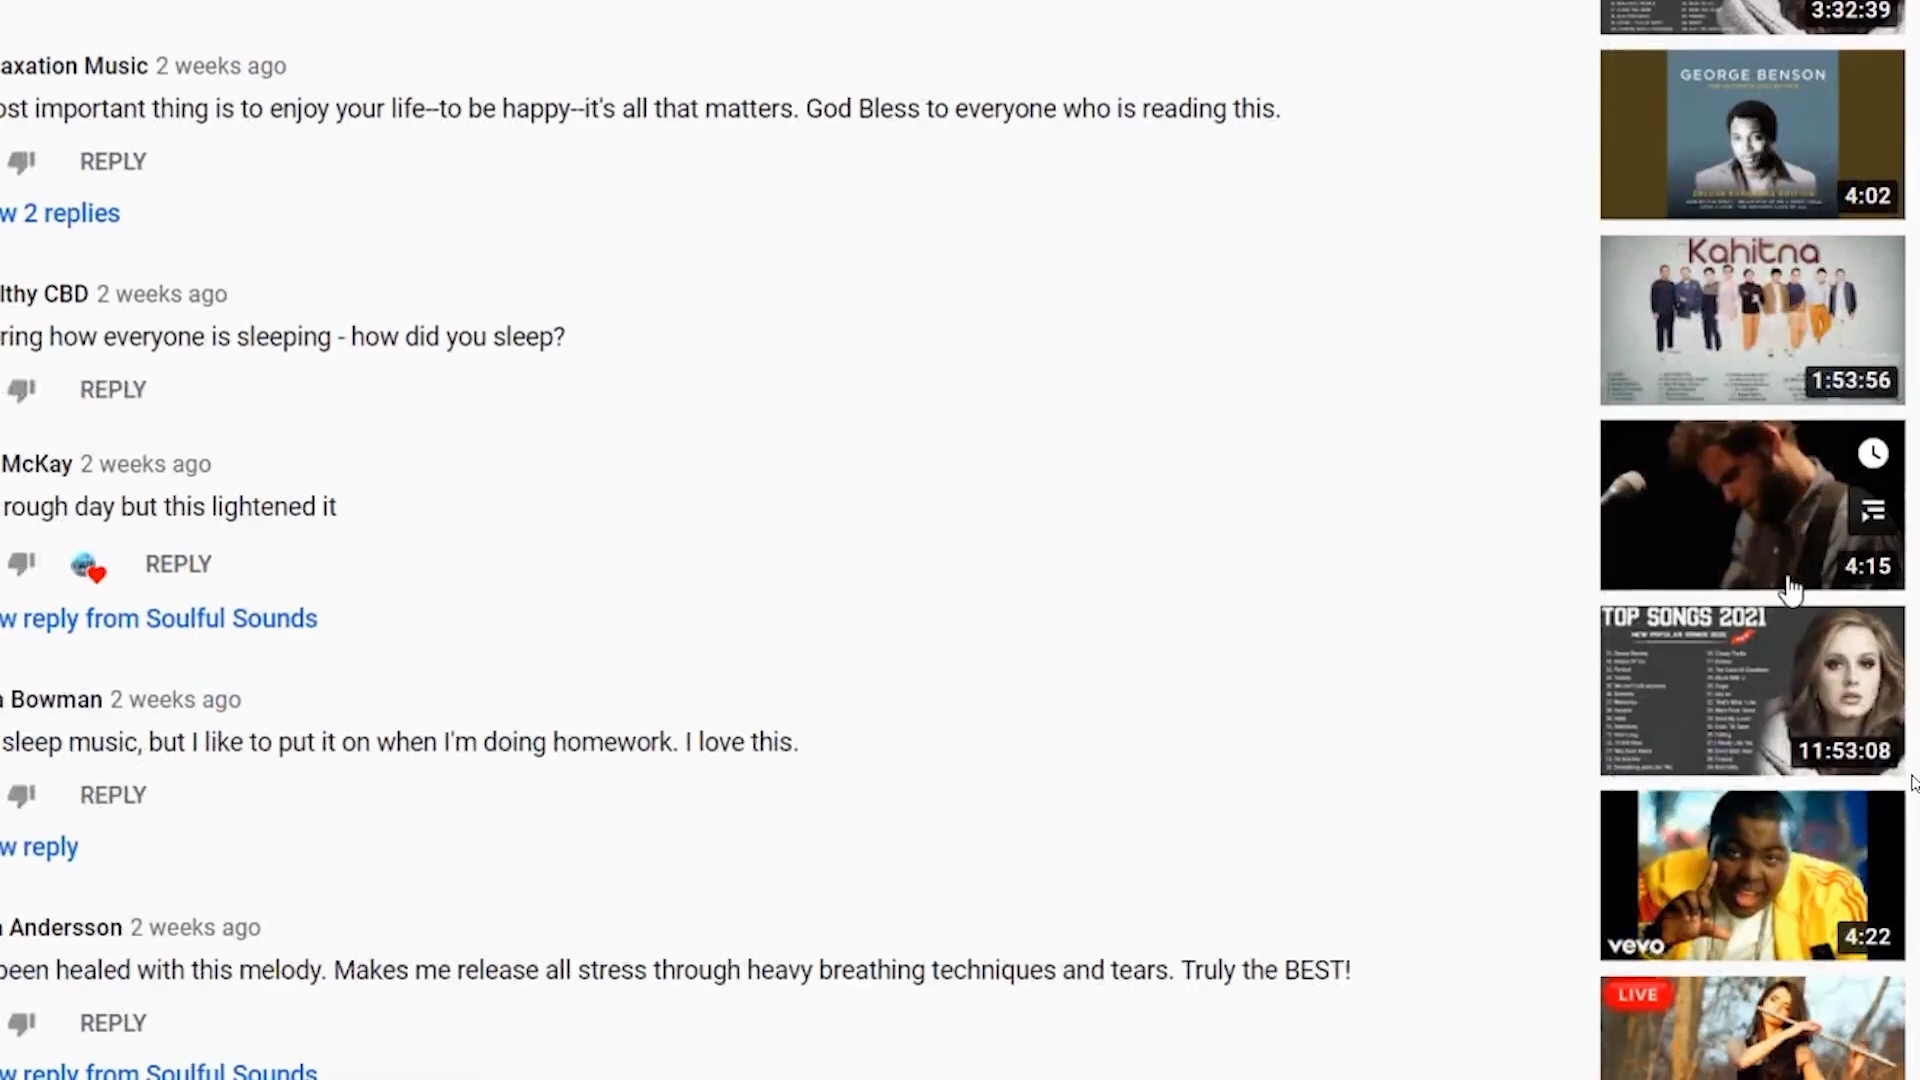 axation Music 2 weeks ago
ost important thing is to enjoy your life--to be happy--it's all that matters. God Bless to everyone who is reading this.
REPLY
w 2 replies
lthy CBD 2 weeks ago
ring how everyone is sleeping - how did you sleep?
REPLY
McKay 2 weeks ago
rough day but this lightened it
REPLY
w reply from Soulful Sounds
a Bowman 2 weeks ago
sleep music, but I like to put it on when I'm doing homework. I love this.
REPLY
w reply
Andersson 2 weeks ago
been healed with this melody. Makes me release all stress through heavy breathing techniques and tears. Truly the BEST!
REPLY
w reply from Soulful Sounds
3:32:39
GEORGE BENSON
4:02
Kahitna
1:53:56
4:15
TOP SONGS 2021
NEW POPULAR SONGS 2021
11:53:08
vevo
4:22
LIVE